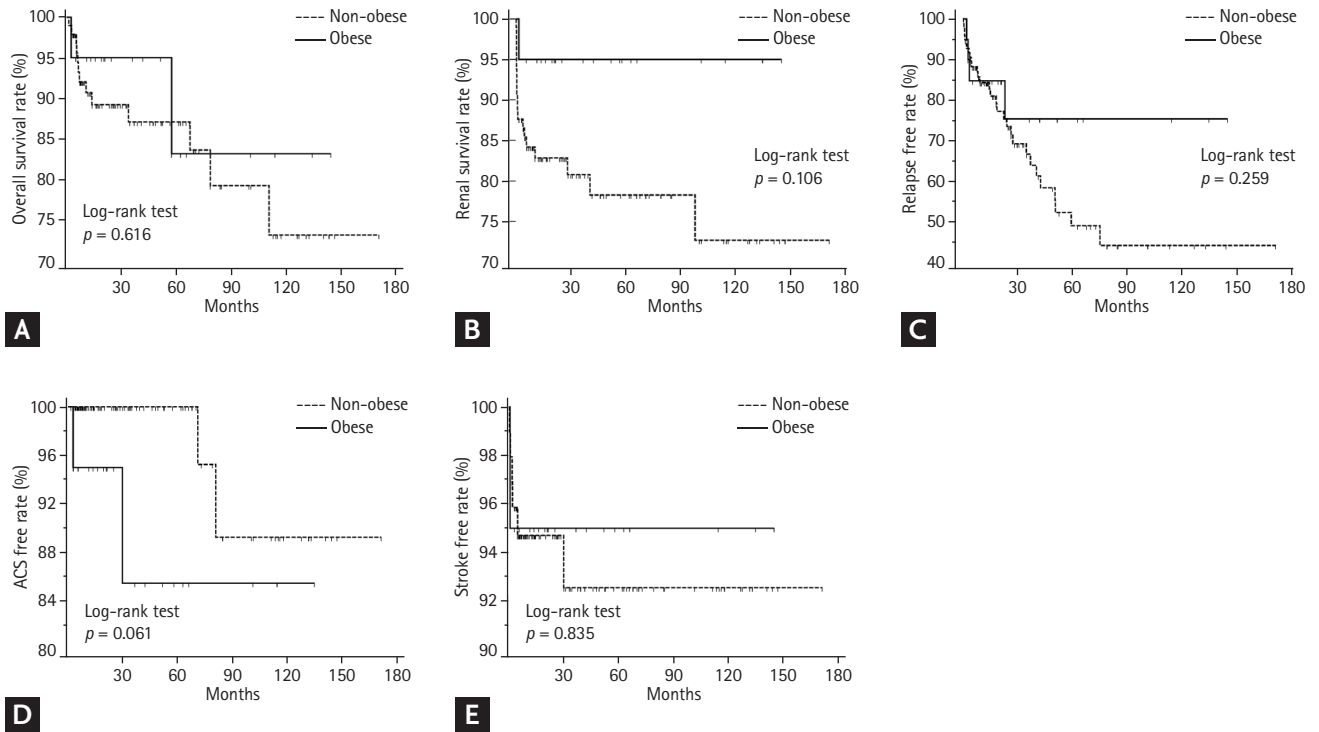 100
95
90
85
80
75
70
Overall survival rate (%)
Non-obese
Obese
Log-rank test
p = 0.616
30 60 90 120 150 180
Months
A
100
95
90
85
80
75
70
Renal survival rate (%)
Non-obese
Obese
Log-rank test
p = 0.106
30 60 90 120 150 180
Months
B
100
90
80
70
60
50
40
Relapse free rate (%)
Non-obese
Obese
Log-rank test
p = 0.259
30 60 90 120 150 180
Months
C
100
96
92
88
84
80
ACS free rate (%)
Non-obese
Obese
Log-rank test
p = 0.061
30 60 90 120 150 180
Months
D
100
98
96
94
92
90
Stroke free rate (%)
Non-obese
Obese
Log-rank test
p = 0.835
30 60 90 120 150 180
Months
E